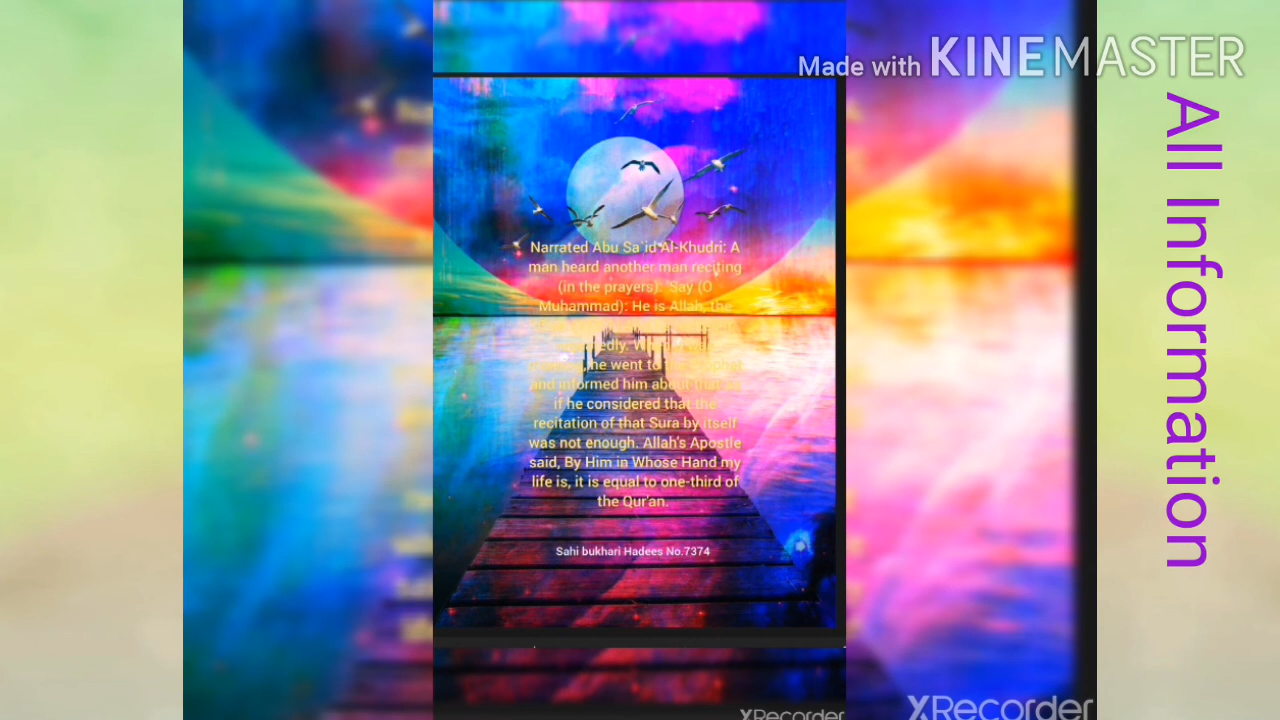 Made with KINEMASTER
All Information
Narrated Abu Sa'id Al-Khudri: A
man heard another man reciting
(in the prayers): 'Say (O
Muhammad): He is Allah, the
he went to the Prophet
and informed him about that as
if he considered that the
recitation of that Sura by itself
was not enough. Allah's Apostle
said, By Him in Whose Hand my
life is, it is equal to one-third of
the Qur'an.
Sahi bukhari Hadees No.7374
XRecorder
XRecorder